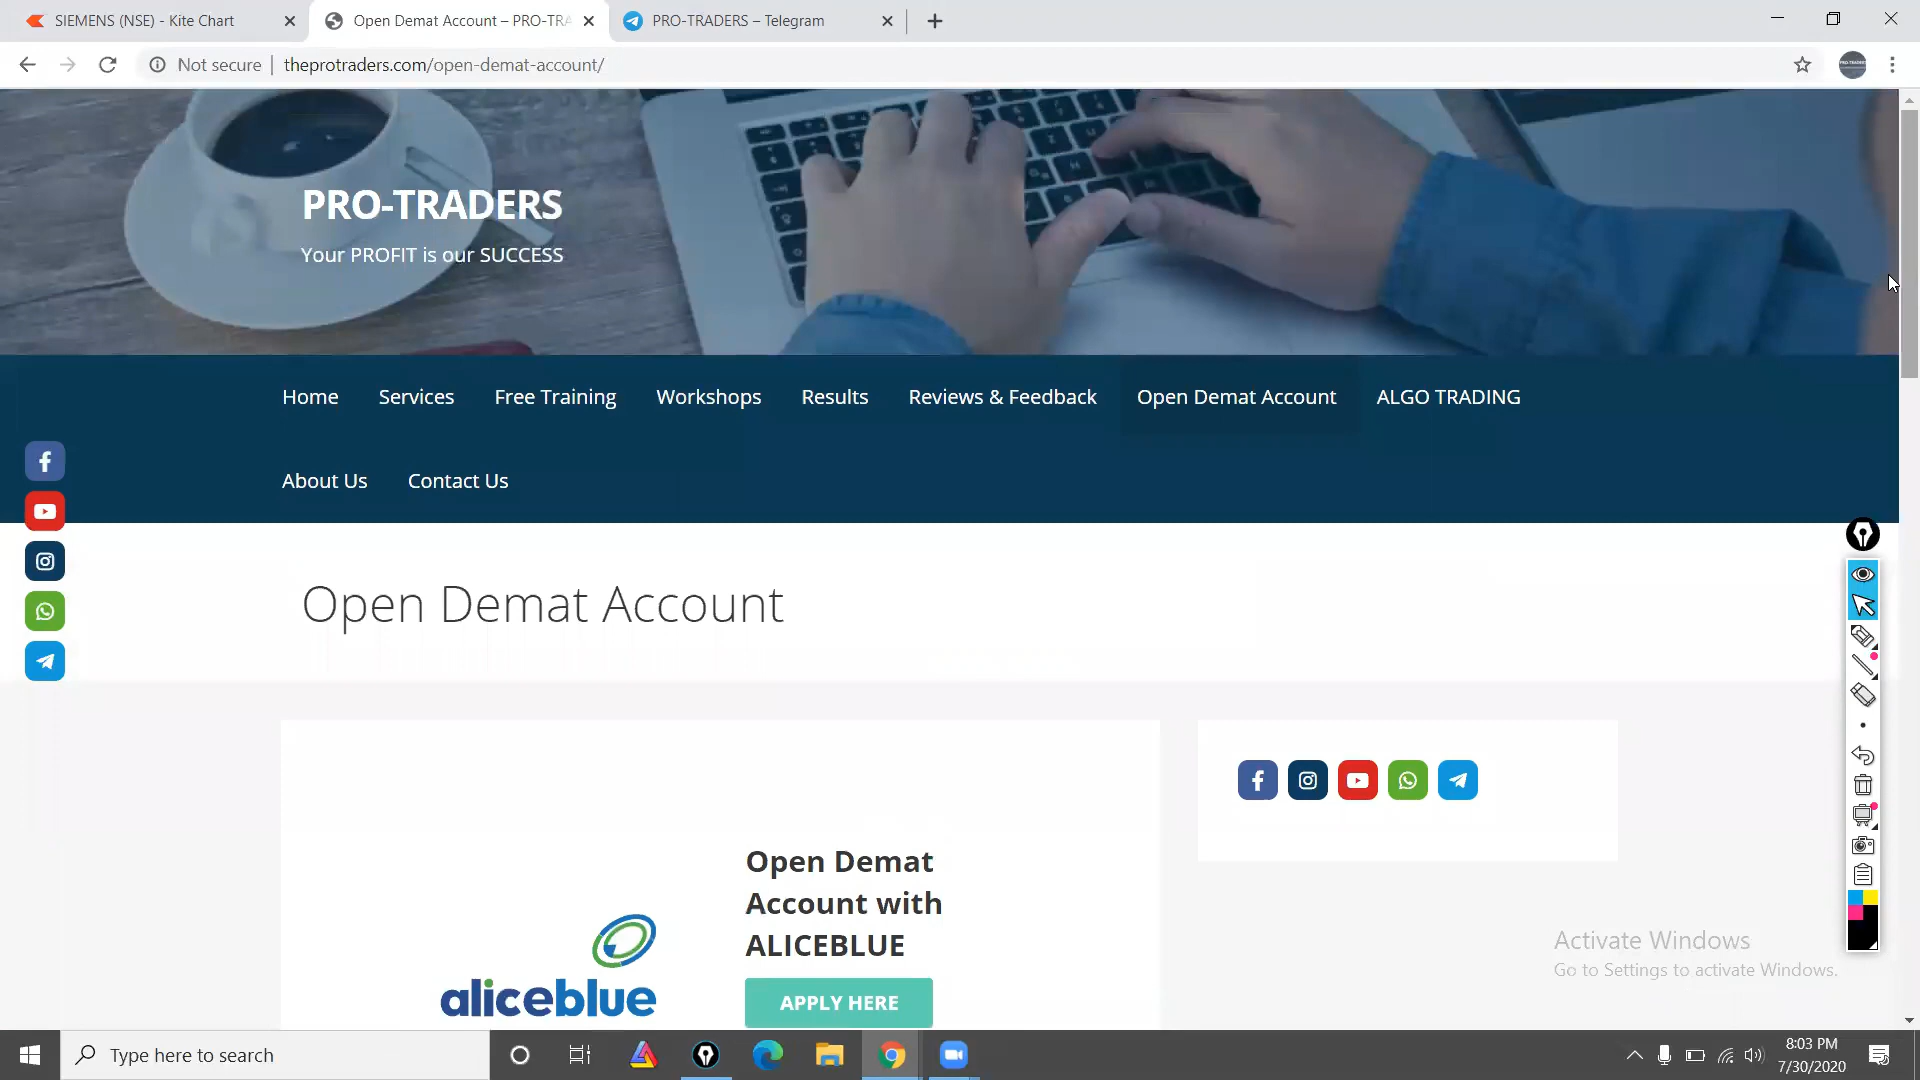 SIEMENS (NSE) - Kite Chart
Open Demat Account – PRO-TRA
PRO-TRADERS – Telegram
Not secure
theprotraders.com/open-demat-account/
PRO-TRADERS
Your PROFIT is our SUCCESS
Home
Services
Free Training
Workshops
Results
Reviews & Feedback
Open Demat Account
ALGO TRADING
About Us
Contact Us
Open Demat Account
Open Demat
Account with
ALICEBLUE
aliceblue
APPLY HERE
Activate Windows
Go to Settings to activate Windows.
Type here to search
8:03 PM
7/30/2020